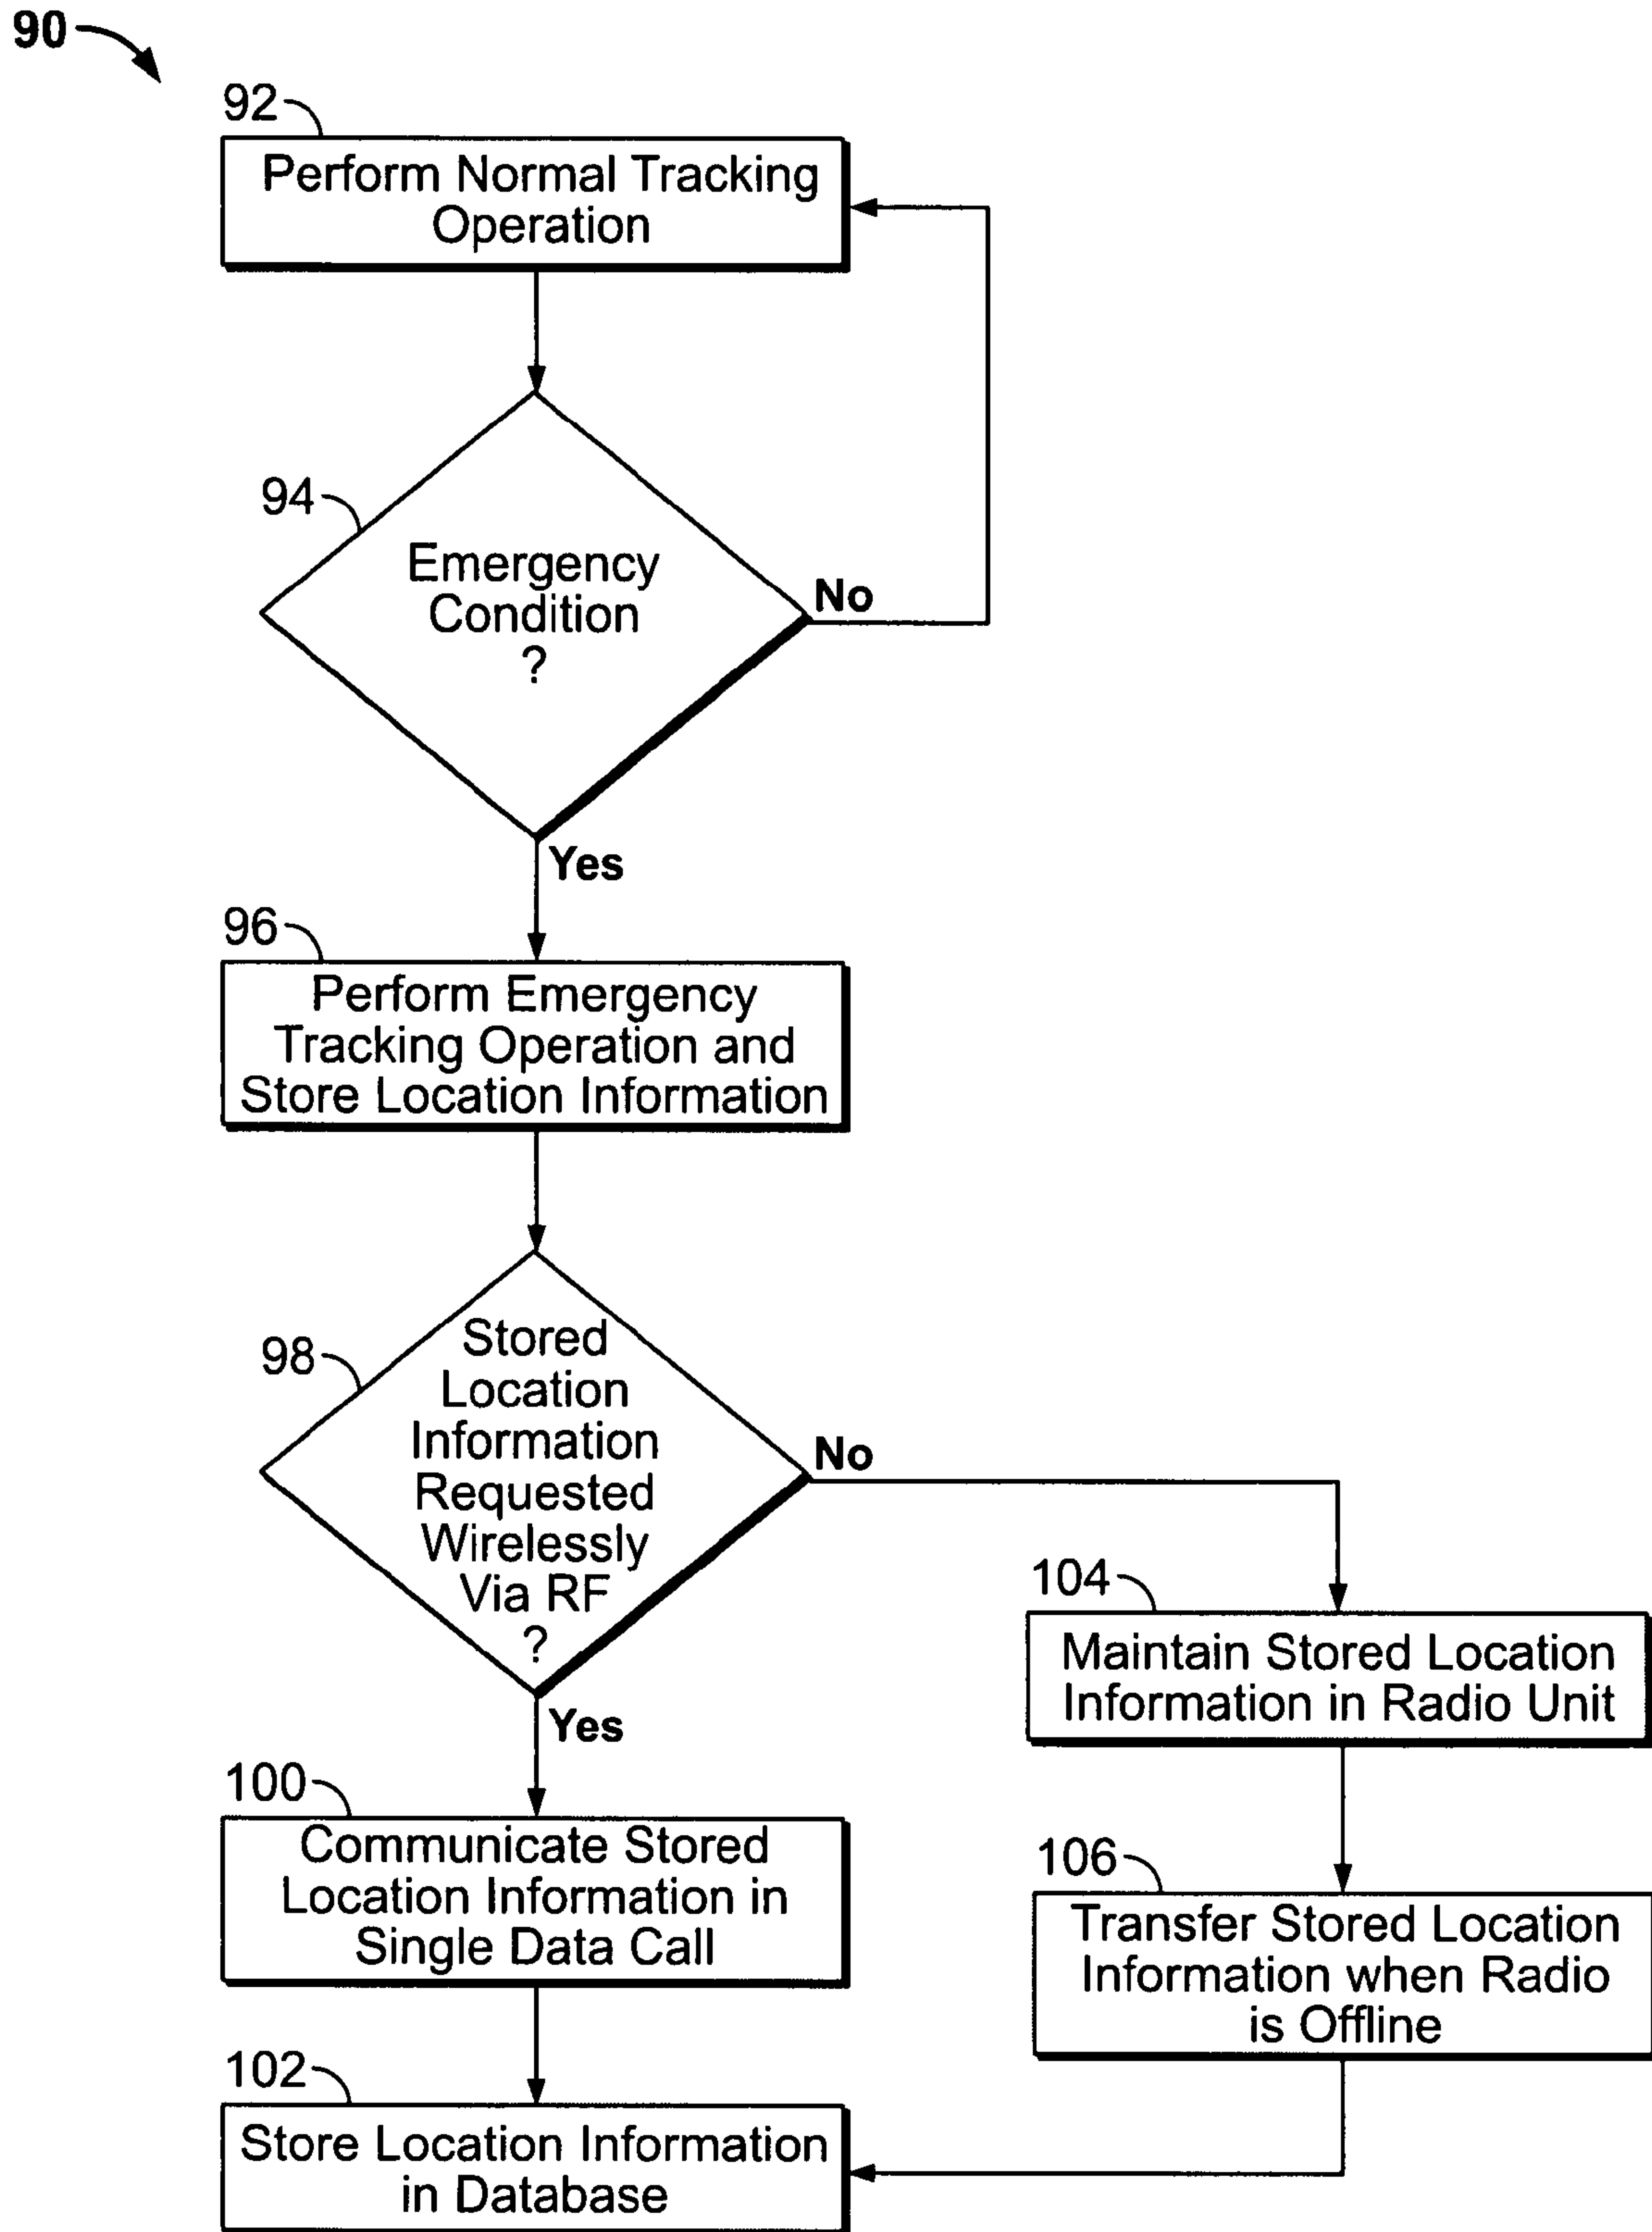 90
92
Perform Normal Tracking
Operation
94
Emergency
Condition
?
No
Yes
96
Perform Emergency
Tracking Operation and
Store Location Information
98
Stored
Location
Information
Requested
Wirelessly
Via RF
?
No
Yes
104
Maintain Stored Location
Information in Radio Unit
100
Communicate Stored
Location Information in
Single Data Call
106
Transfer Stored Location
Information when Radio
is Offline
102
Store Location Information
in Database